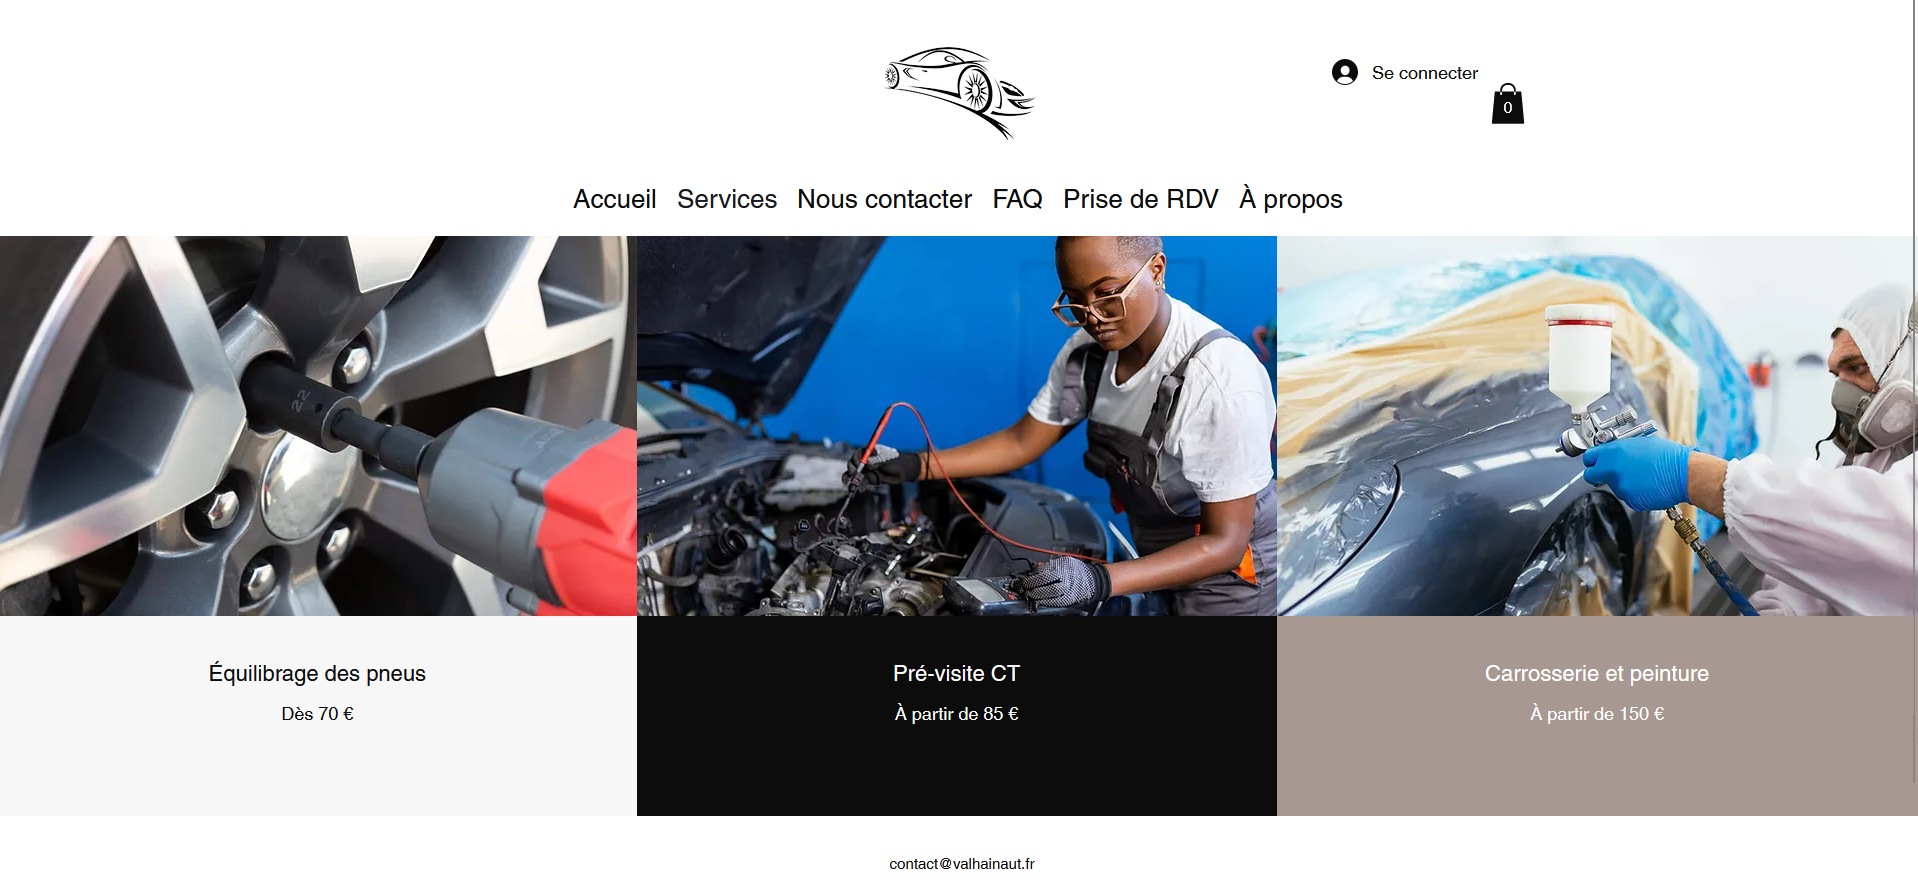 Se connecter
0
Accueil Services Nous contacter FAQ Prise de RDV À propos
22
Équilibrage des pneus
Dès 70 €
Pré-visite CT
À partir de 85 €
Carrosserie et peinture
À partir de 150 €
contact@valhainaut.fr